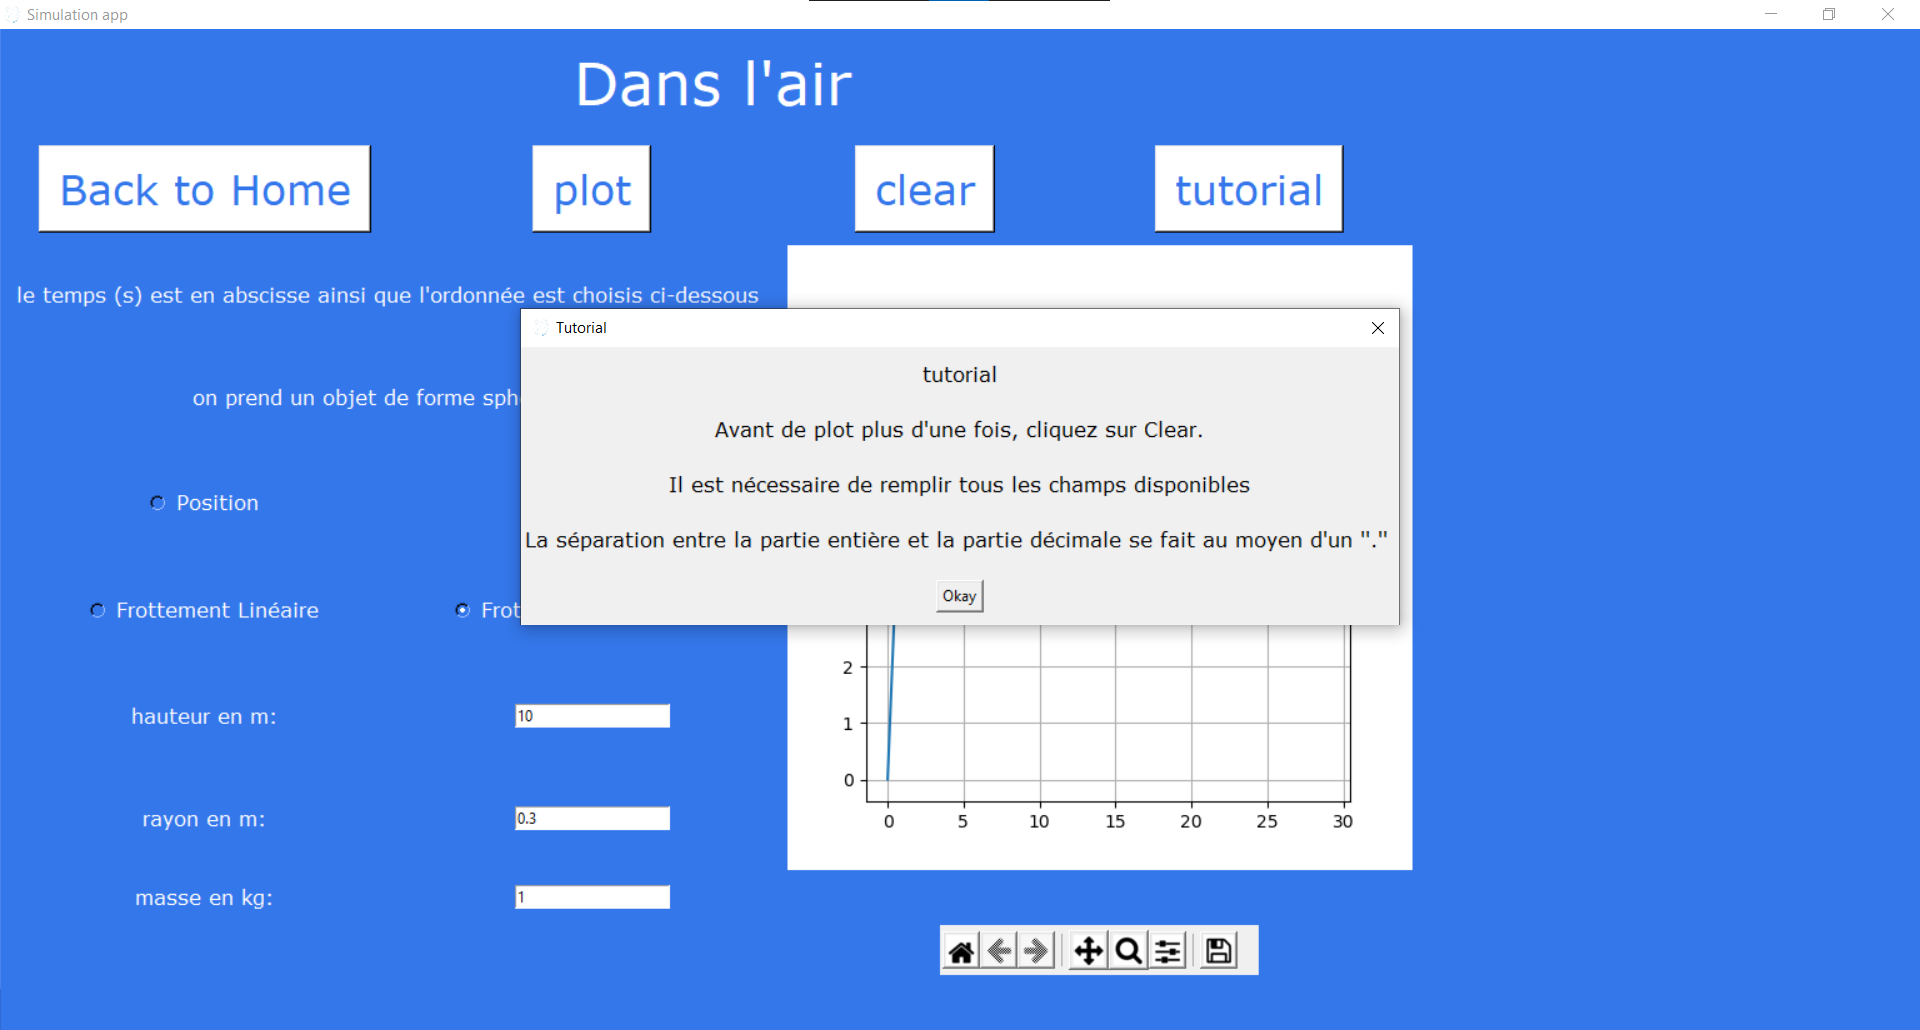 Simulation app
Dans l'air
Back to Home
plot
clear
tutorial
le temps (s) est en abscisse ainsi que l'ordonnée est choisis ci-dessous
on prend un objet de forme
Position
Frottement Linéaire
hauteur en m:
10
rayon en m:
0.3
masse en kg:
1
Tutorial
tutorial
Avant de plot plus d'une fois, cliquez sur Clear.
Il est nécessaire de remplir tous les champs disponibles
La séparation entre la partie entière et la partie décimale se fait au moyen d'un "."
Okay
2
1
0
0 5 10 15 20 25 30